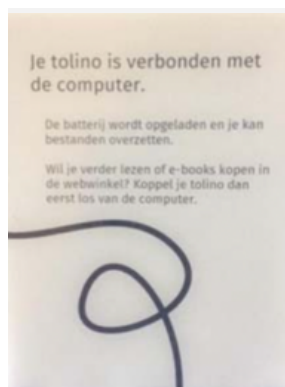 Je tolino is verbonden met
de computer.
De batterij wordt opgeladen en je kan
bestanden overzetten.
Wil je verder lezen of e-books kopen in
de webwinkel? Koppel je tolino dan
eerst los van de computer.